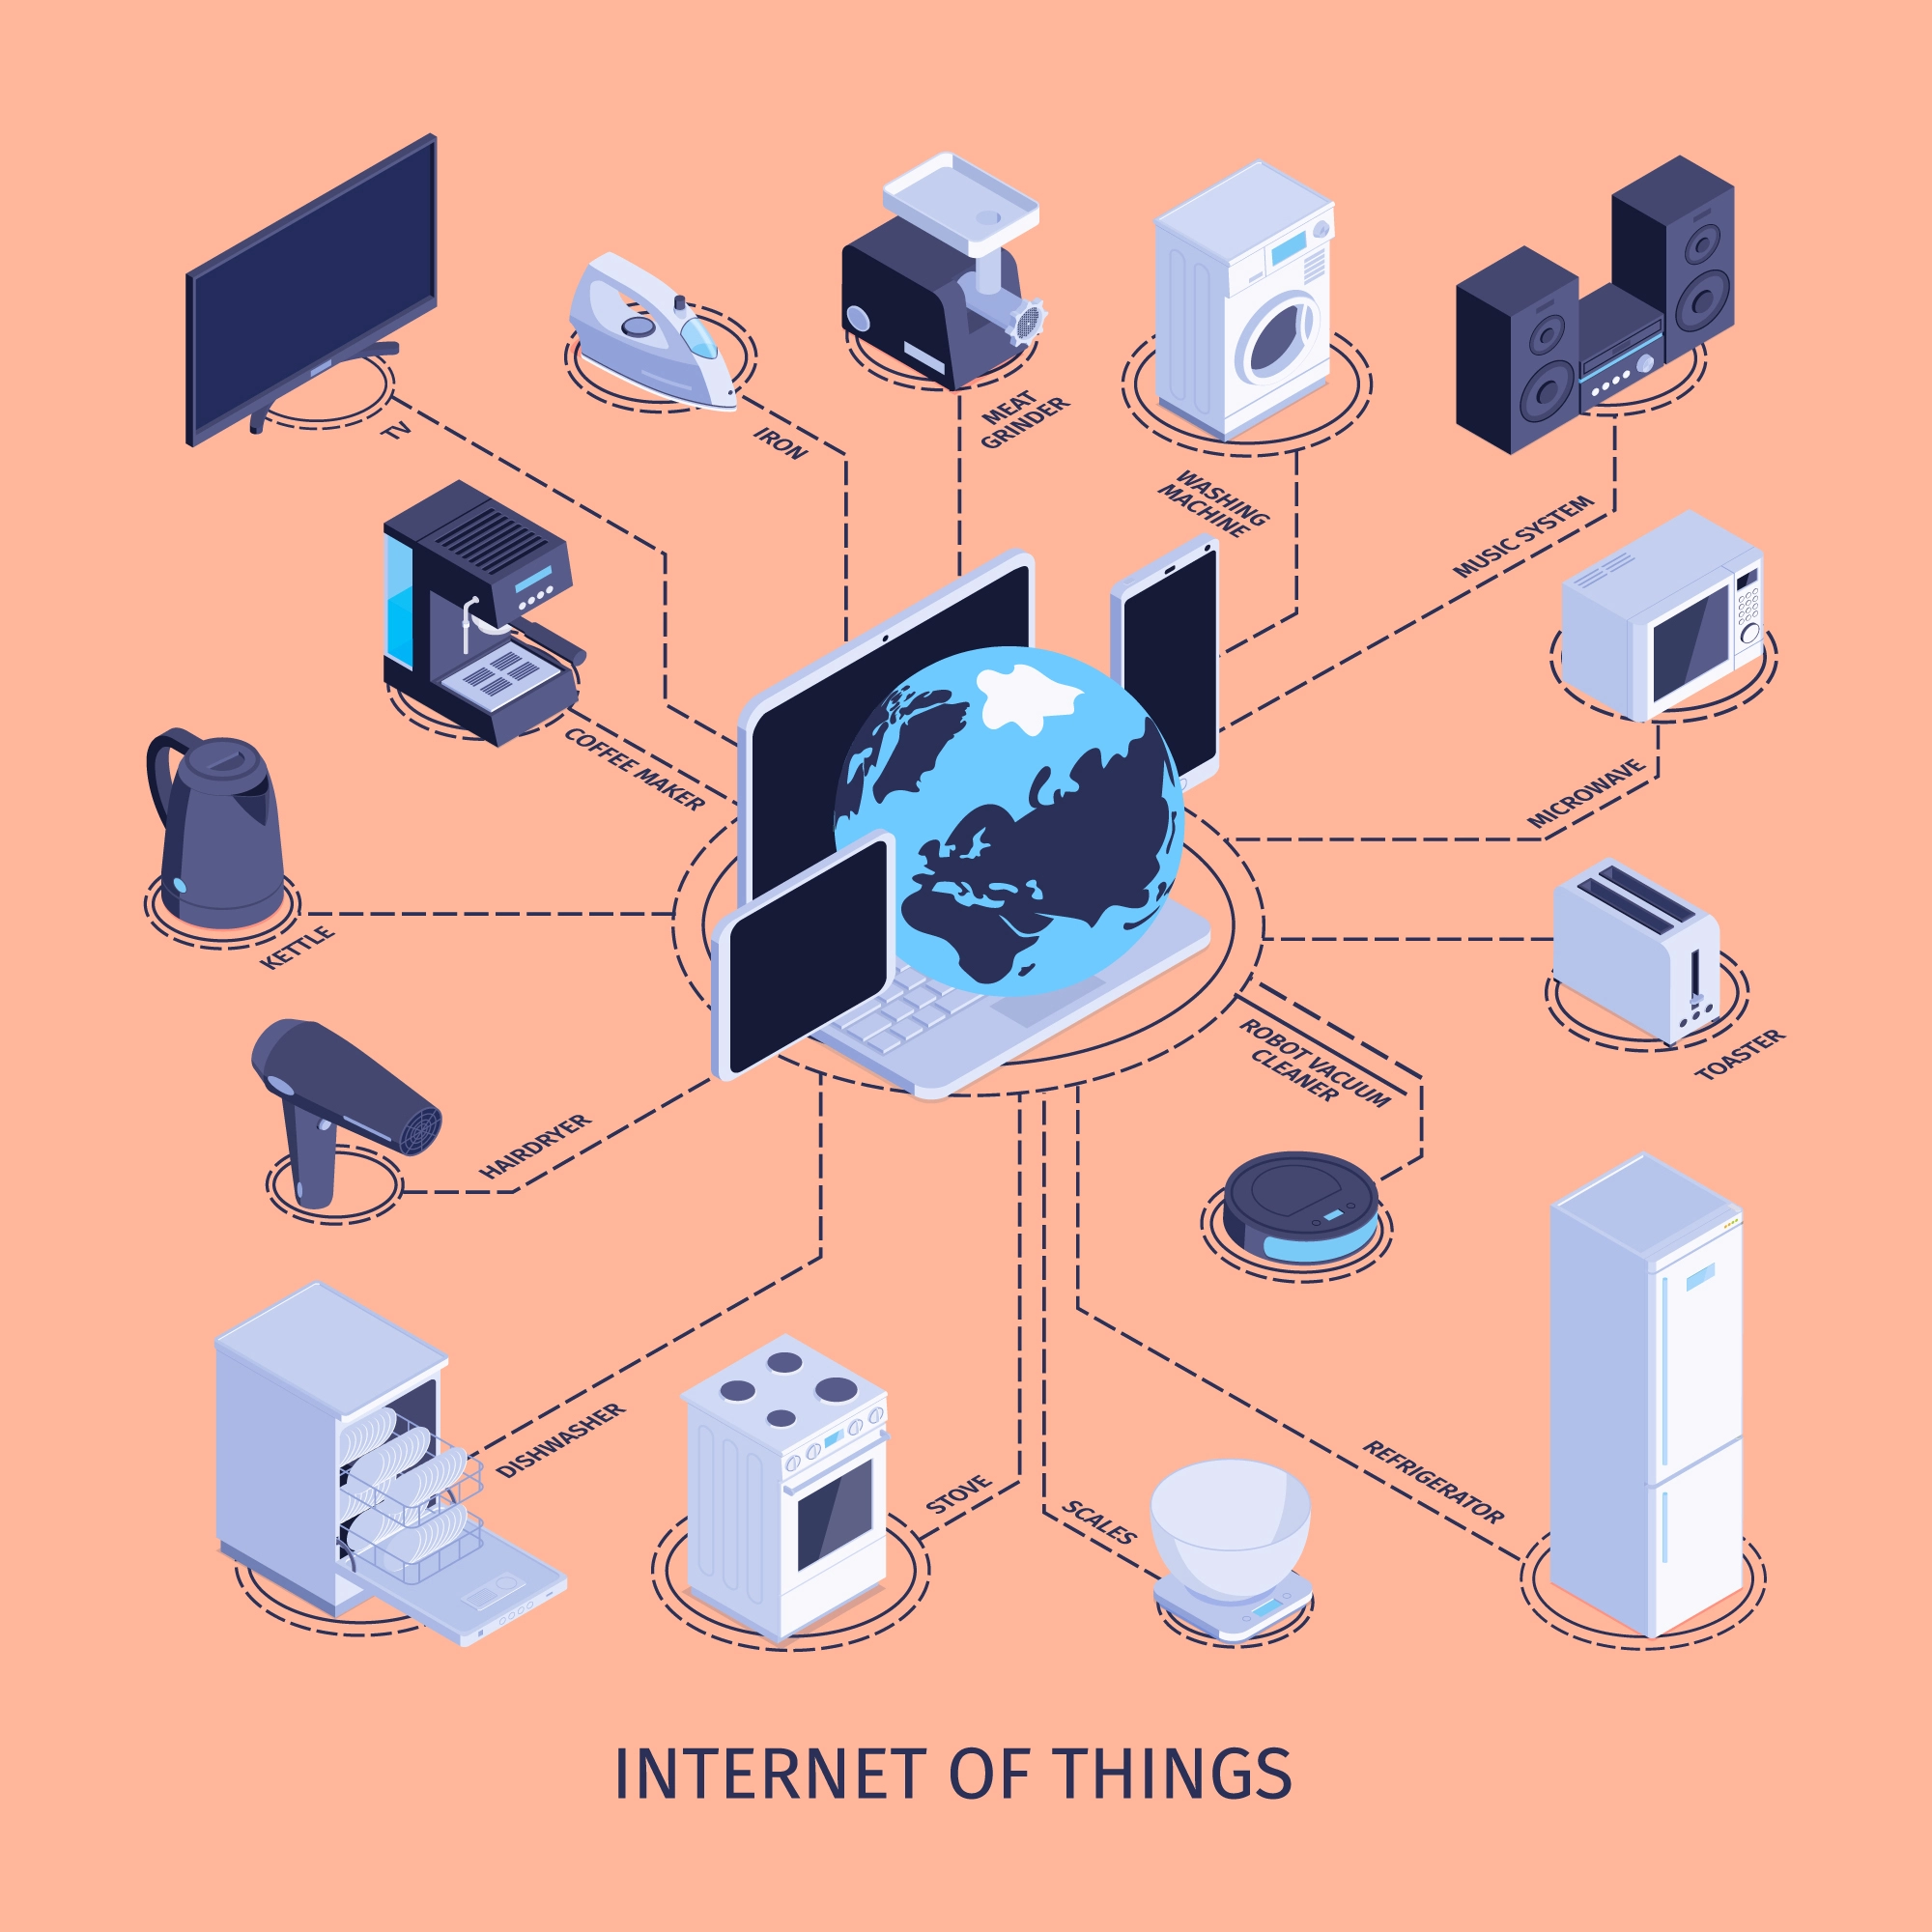 TV
IRON
MEAT
GRINDER
WASHING
MACHINE
MUSIC SYSTEM
COFFEE MAKER
MICROWAVE
KETTLE
TOASTER
ROBOT VACUUM
CLEANER
HAIRDRYER
DISHWASHER
STOVE
SCALES
REFRIGERATOR
INTERNET OF THINGS